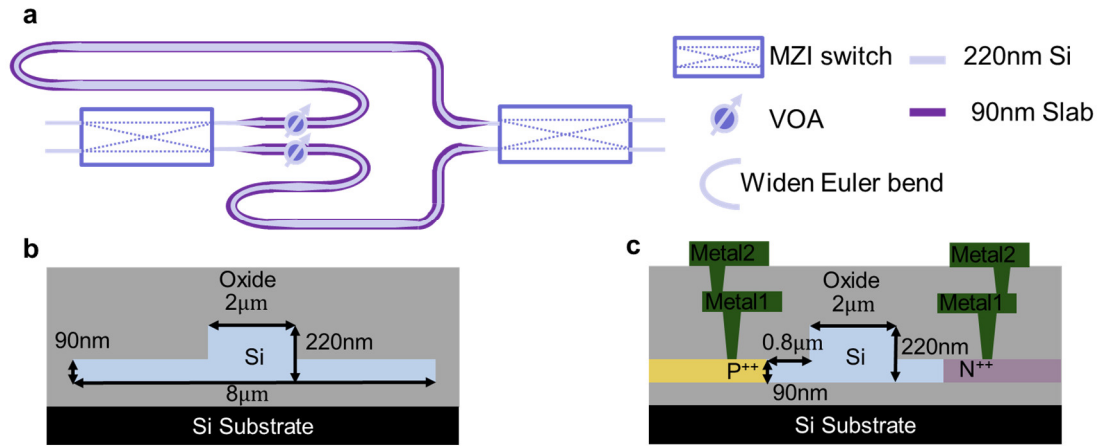 a
MZI switch
220nm Si
VOA
90nm Slab
Widen Euler bend
b
Oxide
2μm
90nm
Si
220nm
8μm
Si Substrate
c
Metal2
Metal2
Oxide
Metal1
2μm
Metal1
0.8μm
Si
220nm
P++
N++
90nm
Si Substrate